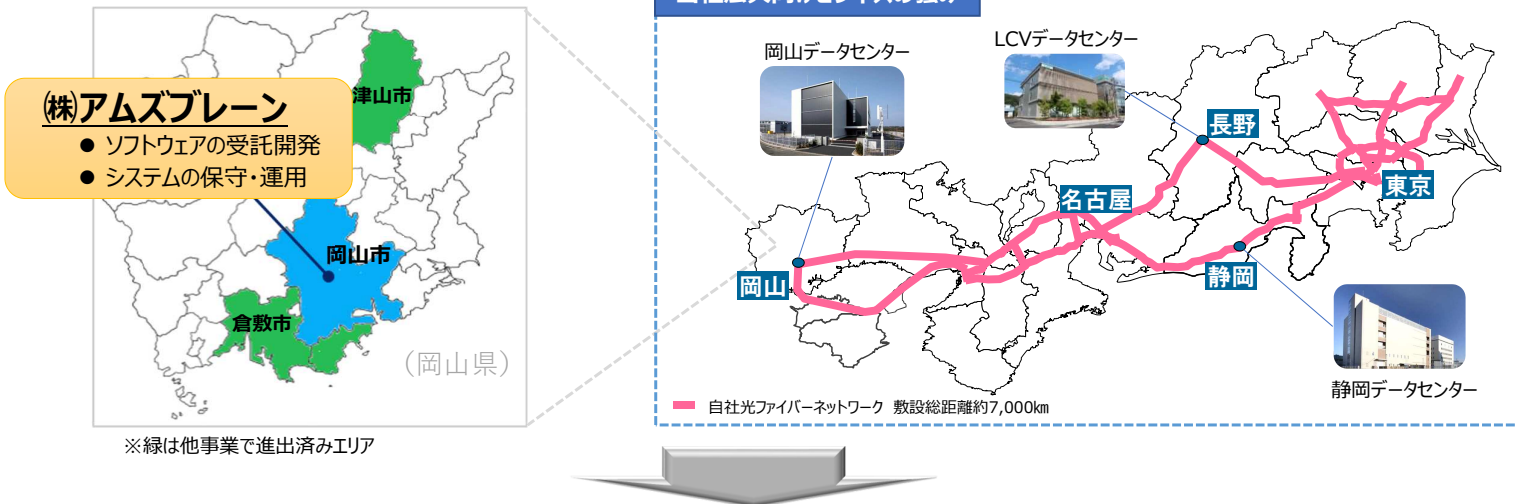 ㈱アムズブレーン
● ソフトウェアの受託開発
● システムの保守・運用
津山市
岡山市
倉敷市
(岡山県)
※緑は他事業で進出済みエリア
岡山データセンター
LCVデータセンター
長野
東京
名古屋
静岡
岡山
静岡データセンター
自社光ファイバーネットワーク 敷設総距離約7,000km